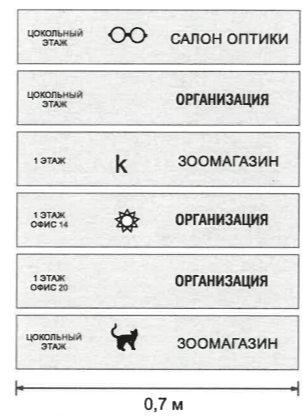 ЦОКОЛЬНЫЙ
ЭТАЖ
САЛОН ОПТИКИ
ЦОКОЛЬНЫЙ
ЭТАЖ
ОРГАНИЗАЦИЯ
1 ЭТАЖ
k
ЗООМАГАЗИН
1 ЭТАЖ
ОФИС 14
ОРГАНИЗАЦИЯ
1 ЭТАЖ
ОФИС 20
ОРГАНИЗАЦИЯ
ЦОКОЛЬНЫЙ
ЭТАЖ
ЗООМАГАЗИН
0,7 м